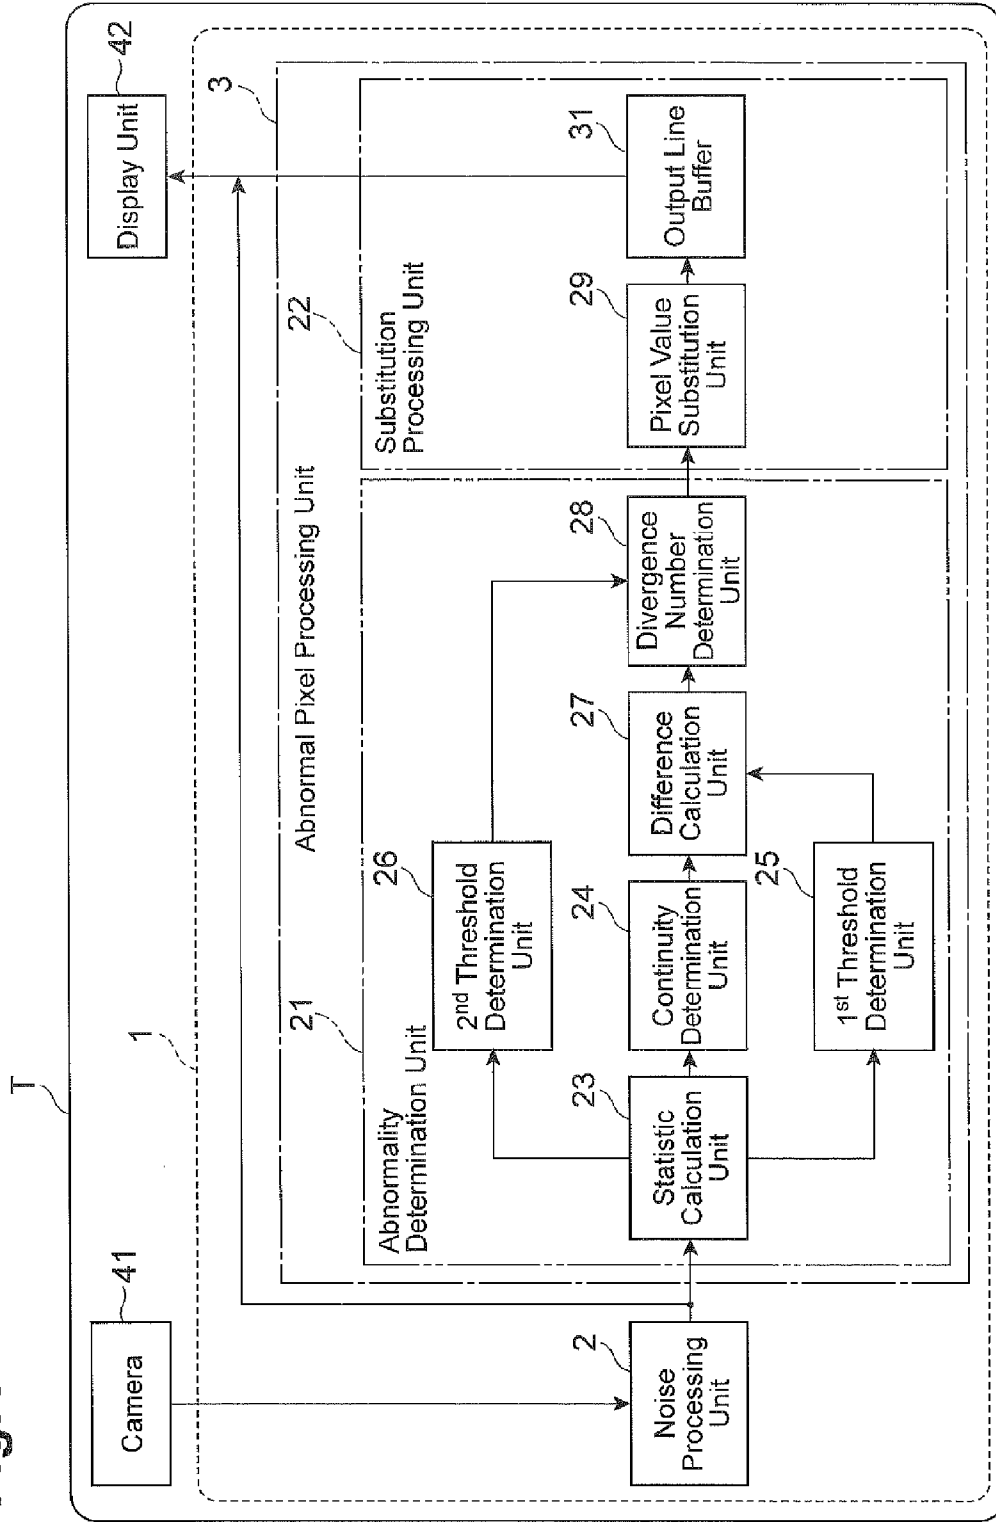 T
1
Camera
41
Display Unit
42
3
Abnormal Pixel Processing Unit
21
Abnormality
Determination Unit
22
Substitution
Processing Unit
26
2nd Threshold
Determination
Unit
2
Noise
Processing
Unit
23
Statistic
Calculation
Unit
24
Continuity
Determination
Unit
27
Difference
Calculation
Unit
28
Divergence
Number
Determination
Unit
29
Pixel Value
Substitution
Unit
31
Output Line
Buffer
25
1st Threshold
Determination
Unit